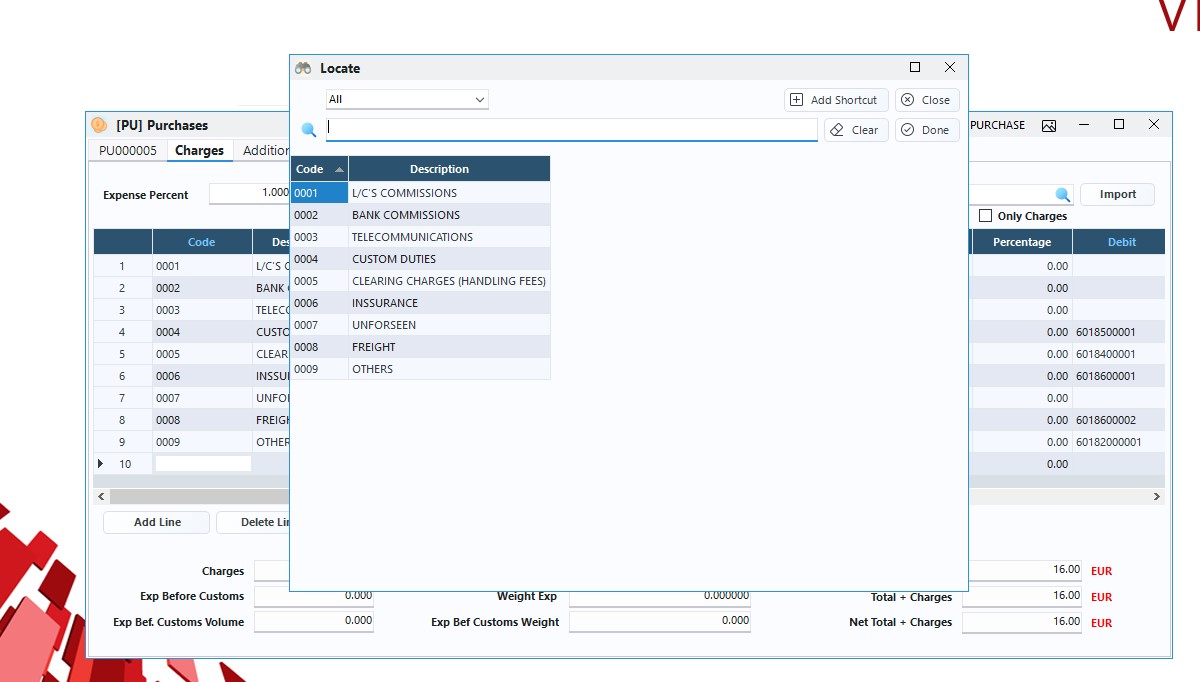 VI
Locate
All
Add Shortcut
Close
Clear
Done
Code Description
0001 L/C'S COMMISSIONS
0002 BANK COMMISSIONS
0003 TELECOMMUNICATIONS
0004 CUSTOM DUTIES
0005 CLEARING CHARGES (HANDLING FEES)
0006 INSSURANCE
0007 UNFORSEEN
0008 FREIGHT
0009 OTHERS
[PU] Purchases PURCHASE
PU000005 Charges Addition
Expense Percent 1.000 Import
Only Charges
Code Des Percentage Debit
1 0001 L/C'S C 0.00
2 0002 BANK 0.00
3 0003 TELEC 0.00
4 0004 CUSTO 0.00 6018500001
5 0005 CLEAR 0.00 6018400001
6 0006 INSSU 0.00 6018600001
7 0007 UNFO 0.00
8 0008 FREIGH 0.00 6018600002
9 0009 OTHER 0.00 60182000001
10 0.00
Add Line Delete Lin
Charges 16.00 EUR
Exp Before Customs 0.000 Weight Exp 0.000000 Total + Charges 16.00 EUR
Exp Bef. Customs Volume 0.000 Exp Bef Customs Weight 0.000 Net Total + Charges 16.00 EUR